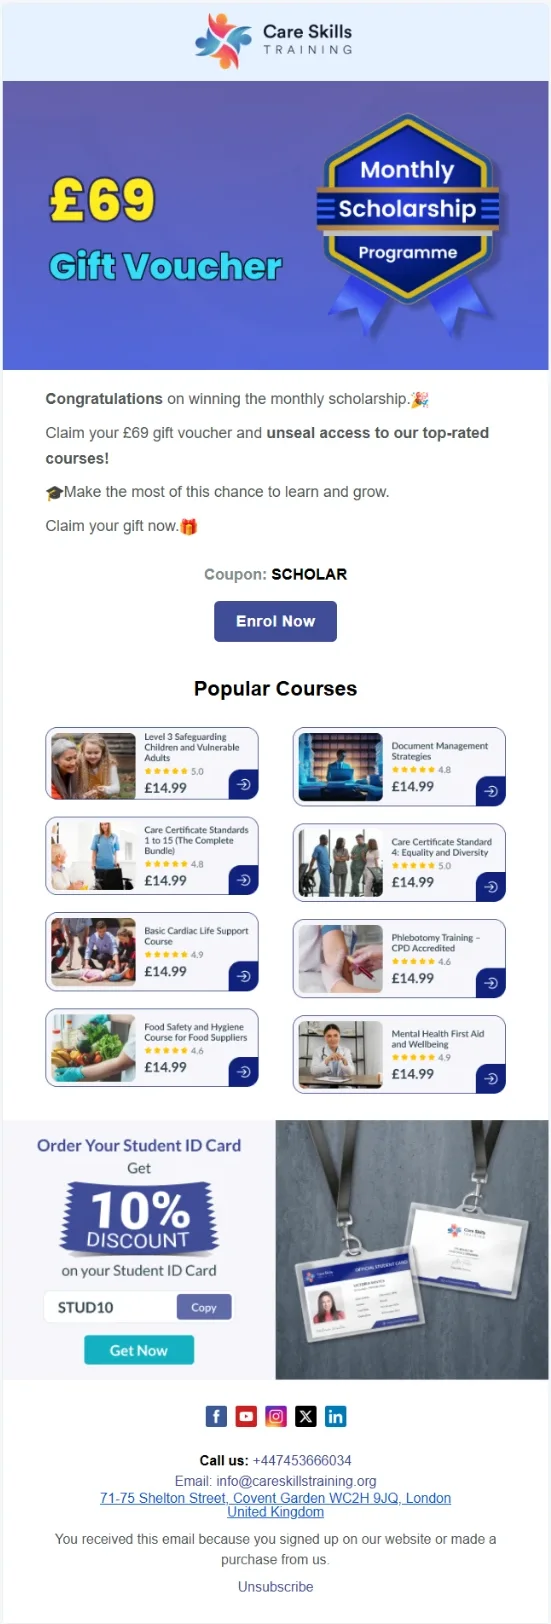 Care Skills
TRAINING
£69
Gift Voucher
Monthly
Scholarship
Programme
Congratulations on winning the monthly scholarship.🎉
Claim your £69 gift voucher and unseal access to our top-rated
courses!
🎓Make the most of this chance to learn and grow.
Claim your gift now.🎁
Coupon: SCHOLAR
Enrol Now
Popular Courses
Level 3 Safeguarding
Children and Vulnerable
Adults
5.0
£14.99
Document Management
Strategies
4.8
£14.99
Care Certificate Standards
1 to 15 (The Complete
Bundle)
4.8
£14.99
Care Certificate Standard
4: Equality and Diversity
5.0
£14.99
Basic Cardiac Life Support
Course
4.9
£14.99
Phlebotomy Training –
CPD Accredited
4.6
£14.99
Food Safety and Hygiene
Course for Food Suppliers
4.6
£14.99
Mental Health First Aid
and Wellbeing
4.9
£14.99
Order Your Student ID Card
Get
10%
DISCOUNT
on your Student ID Card
STUD10
Copy
Get Now
OFFICIAL STUDENT CARD
Care Skills
TRAINING
Call us: +447453666034
Email: info@careskillstraining.org
71-75 Shelton Street, Covent Garden WC2H 9JQ, London
United Kingdom
You received this email because you signed up on our website or made a
purchase from us.
Unsubscribe